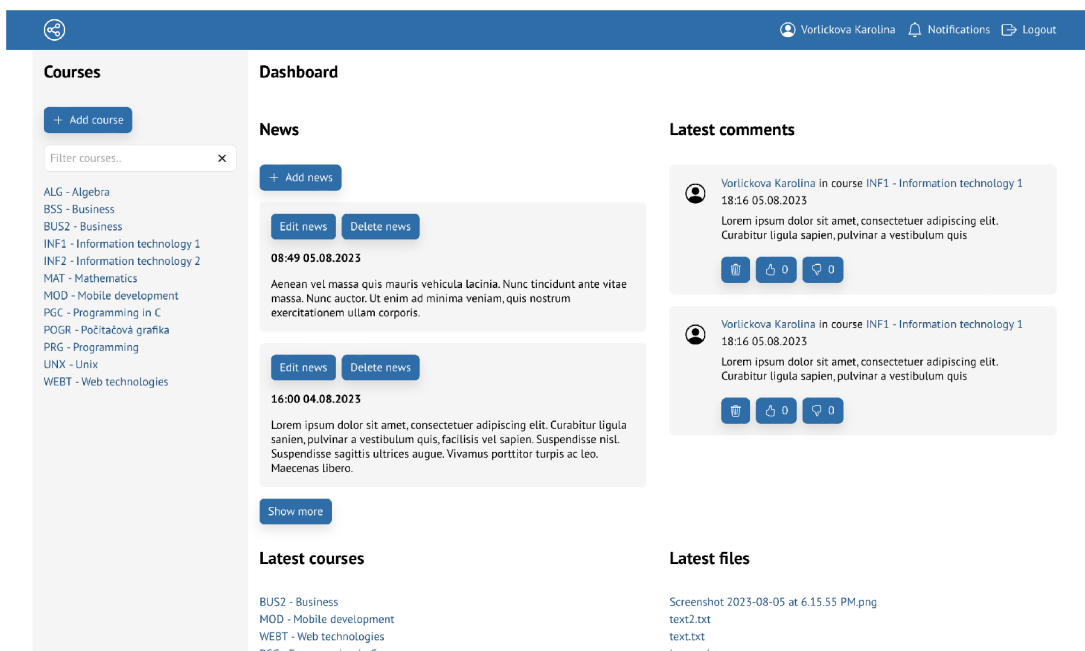 Vorlickova Karolina Notifications Logout
Courses
+ Add course
Filter courses..
ALG - Algebra
BSS - Business
BUS2 - Business
INF1 - Information technology 1
INF2 - Information technology 2
MAT - Mathematics
MOD - Mobile development
PGC - Programming in C
POGR - Počítačová grafika
PRG - Programming
UNX - Unix
WEBT - Web technologies
Dashboard
News
+ Add news
Edit news Delete news
08:49 05.08.2023
Aenean vel massa quis mauris vehicula lacinia. Nunc tincidunt ante vitae
massa. Nunc auctor. Ut enim ad minima veniam, quis nostrum
exercitationem ullam corporis.
Edit news Delete news
16:00 04.08.2023
Lorem ipsum dolor sit amet, consectetuer adipiscing elit. Curabitur ligula
sanien, pulvinar a vestibulum quis, facilisis vel sapien. Suspendisse nisl.
Suspendisse sagittis ultrices augue. Vivamus porttitor turpis ac leo.
Maecenas libero.
Show more
Latest comments
Vorlickova Karolina in course INF1 - Information technology 1
18:16 05.08.2023
Lorem ipsum dolor sit amet, consectetuer adipiscing elit.
Curabitur ligula sapien, pulvinar a vestibulum quis
0 0
Vorlickova Karolina in course INF1 - Information technology 1
18:16 05.08.2023
Lorem ipsum dolor sit amet, consectetuer adipiscing elit.
Curabitur ligula sapien, pulvinar a vestibulum quis
0 0
Latest courses
BUS2 - Business
MOD - Mobile development
WEBT - Web technologies
Latest files
Screenshot 2023-08-05 at 6.15.55 PM.png
text2.txt
text.txt